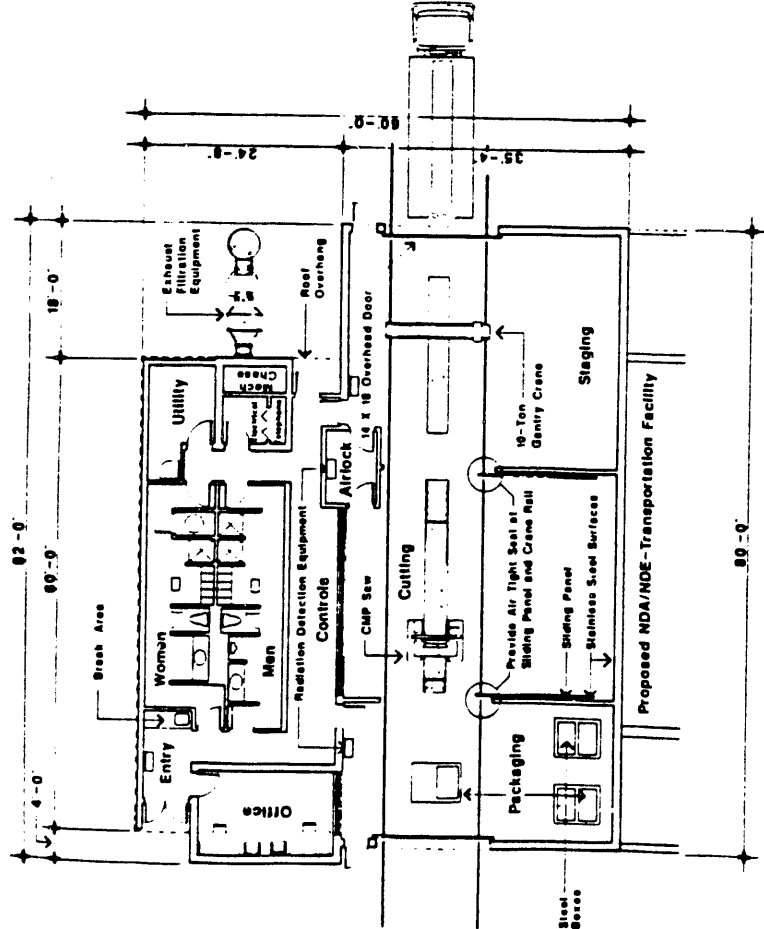 82'-0"
60'-0"
18'-0"
4'-0"
60'-0"
24'-8"
35'-4"
80'-0"
Exhaust
Filtration
Equipment
Roof
Overhang
Utility
Mech
Chase
Electrical
Telephone
Break Area
Women
Men
Entry
Office
Radiation Detection Equipment
Controls
Airlock
16 X 16 Overhead Door
CMP Saw
Cutting
10-Ton
Gantry Crane
Staging
Provide Air Tight Seal at
Sliding Panel and Crane Rail
Sliding Panel
Stainless Steel Surfaces
Packaging
Steel
Boxes
Proposed NDA/NDE-Transportation Facility